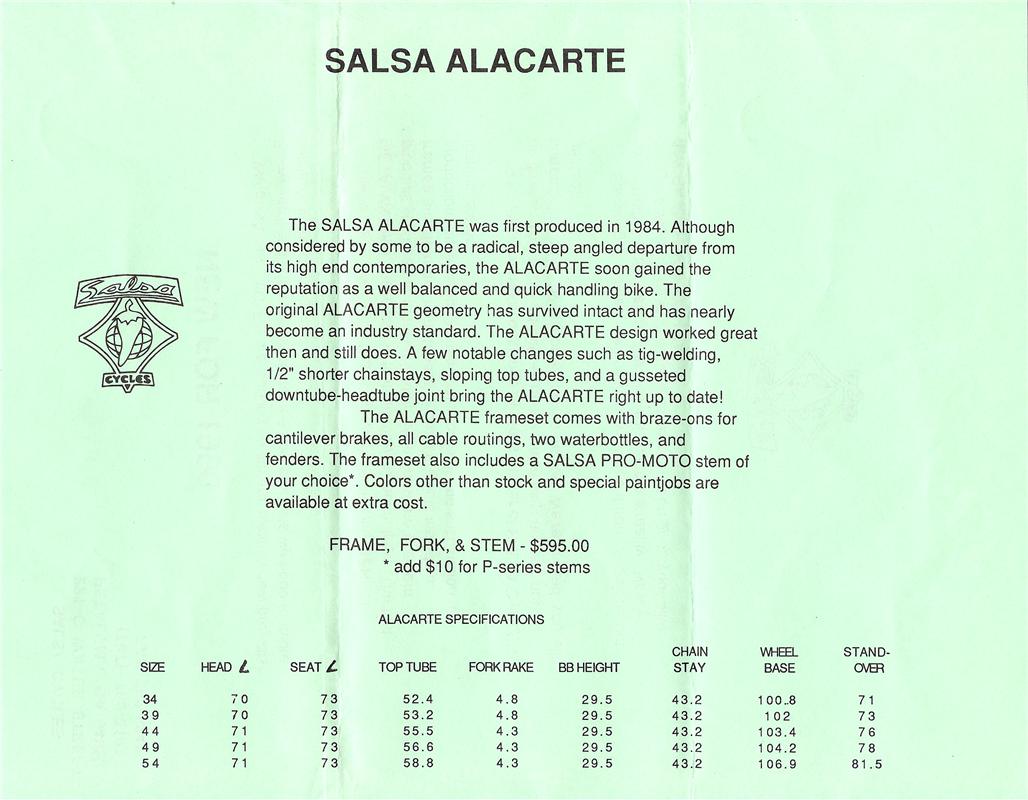 SALSA ALACARTE
The SALSA ALACARTE was first produced in 1984. Although
considered by some to be a radical, steep angled departure from
its high end contemporaries, the ALACARTE soon gained the
reputation as a well balanced and quick handling bike. The
original ALACARTE geometry has survived intact and has nearly
become an industry standard. The ALACARTE design worked great
then and still does. A few notable changes such as tig-welding,
1/2" shorter chainstays, sloping top tubes, and a gusseted
downtube-headtube joint bring the ALACARTE right up to date!
The ALACARTE frameset comes with braze-ons for
cantilever brakes, all cable routings, two waterbottles, and
fenders. The frameset also includes a SALSA PRO-MOTO stem of
your choice*. Colors other than stock and special paintjobs are
available at extra cost.
Salsa
CYCLES
FRAME, FORK, & STEM - $595.00
* add $10 for P-series stems
ALACARTE SPECIFICATIONS
SIZE HEAD ∠ SEAT ∠ TOP TUBE FORK RAKE BB HEIGHT CHAIN STAY WHEEL BASE STAND-OVER
34 70 73 52.4 4.8 29.5 43.2 100.8 71
39 70 73 53.2 4.8 29.5 43.2 102 73
44 71 73 55.5 4.3 29.5 43.2 103.4 76
49 71 73 56.6 4.3 29.5 43.2 104.2 78
54 71 73 58.8 4.3 29.5 43.2 106.9 81.5